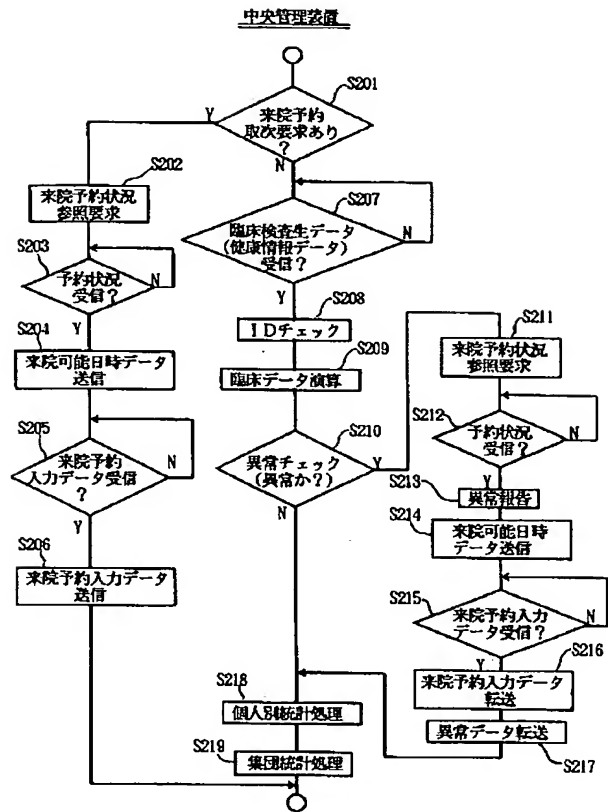 中央管理装置
S201
来院予約
取次要求あり
?
Y
N
S202
来院予約状況
参照要求
S203
予約状況
受信?
N
Y
S204
来院可能日時データ
送信
S205
来院予約
入力データ受信
?
N
Y
S206
来院予約入力データ
送信
S207
臨床検査生データ
(健康情報データ)
受信?
N
Y
S208
IDチェック
S209
臨床データ演算
S210
異常チェック
(異常か?)
Y
N
S211
来院予約状況
参照要求
S212
予約状況
受信?
N
Y
S213
異常報告
S214
来院可能日時
データ送信
S215
来院予約入力
データ受信?
N
Y
S216
来院予約入力データ
転送
異常データ転送
S217
S218
個人別統計処理
S219
集団統計処理